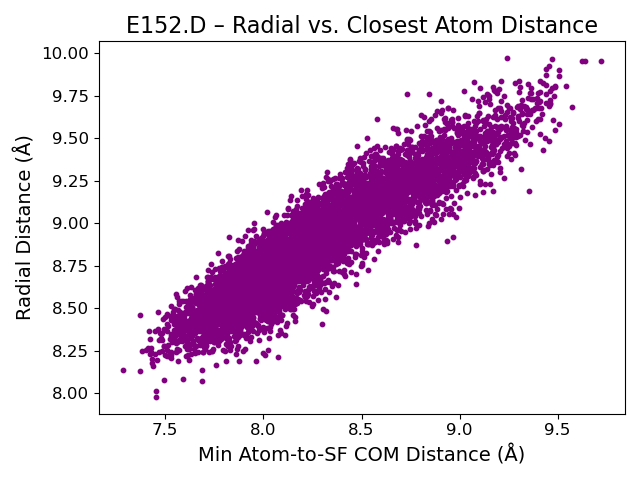 E152.D – Radial vs. Closest Atom Distance
Radial Distance (Å)
10.00
9.75
9.50
9.25
9.00
8.75
8.50
8.25
8.00
7.5 8.0 8.5 9.0 9.5
Min Atom-to-SF COM Distance (Å)